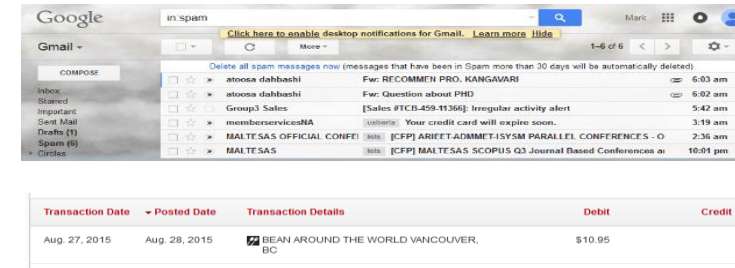 Google in:spam Mark
Click here to enable desktop notifications for Gmail. Learn more Hide
Gmail More 1–6 of 6
Delete all spam messages now (messages that have been in Spam more than 30 days will be automatically deleted)
COMPOSE
atoosa dahbashi Fw: RECOMMEN PRO. KANGAVARI 6:03 am
Inbox
atoosa dahbashi Fw: Question about PHD 6:02 am
Starred
Important
Group3 Sales [Sales #TCB-459-11366]: Irregular activity alert 5:42 am
Sent Mail
memberservicesNA ualberta Your credit card will expire soon. 3:19 am
Drafts (1)
MALTESAS OFFICIAL CONFE lists [CFP] ARIEET-ADMMET-ISYSM PARALLEL CONFERENCES - O 2:36 am
Spam (6)
MALTESAS lists [CFP] MALTESAS SCOPUS Q3 Journal Based Conferences a 10:01 pm
Circles
Transaction Date Posted Date Transaction Details Debit Credit
Aug. 27, 2015 Aug. 28, 2015 BEAN AROUND THE WORLD VANCOUVER, $10.95
BC